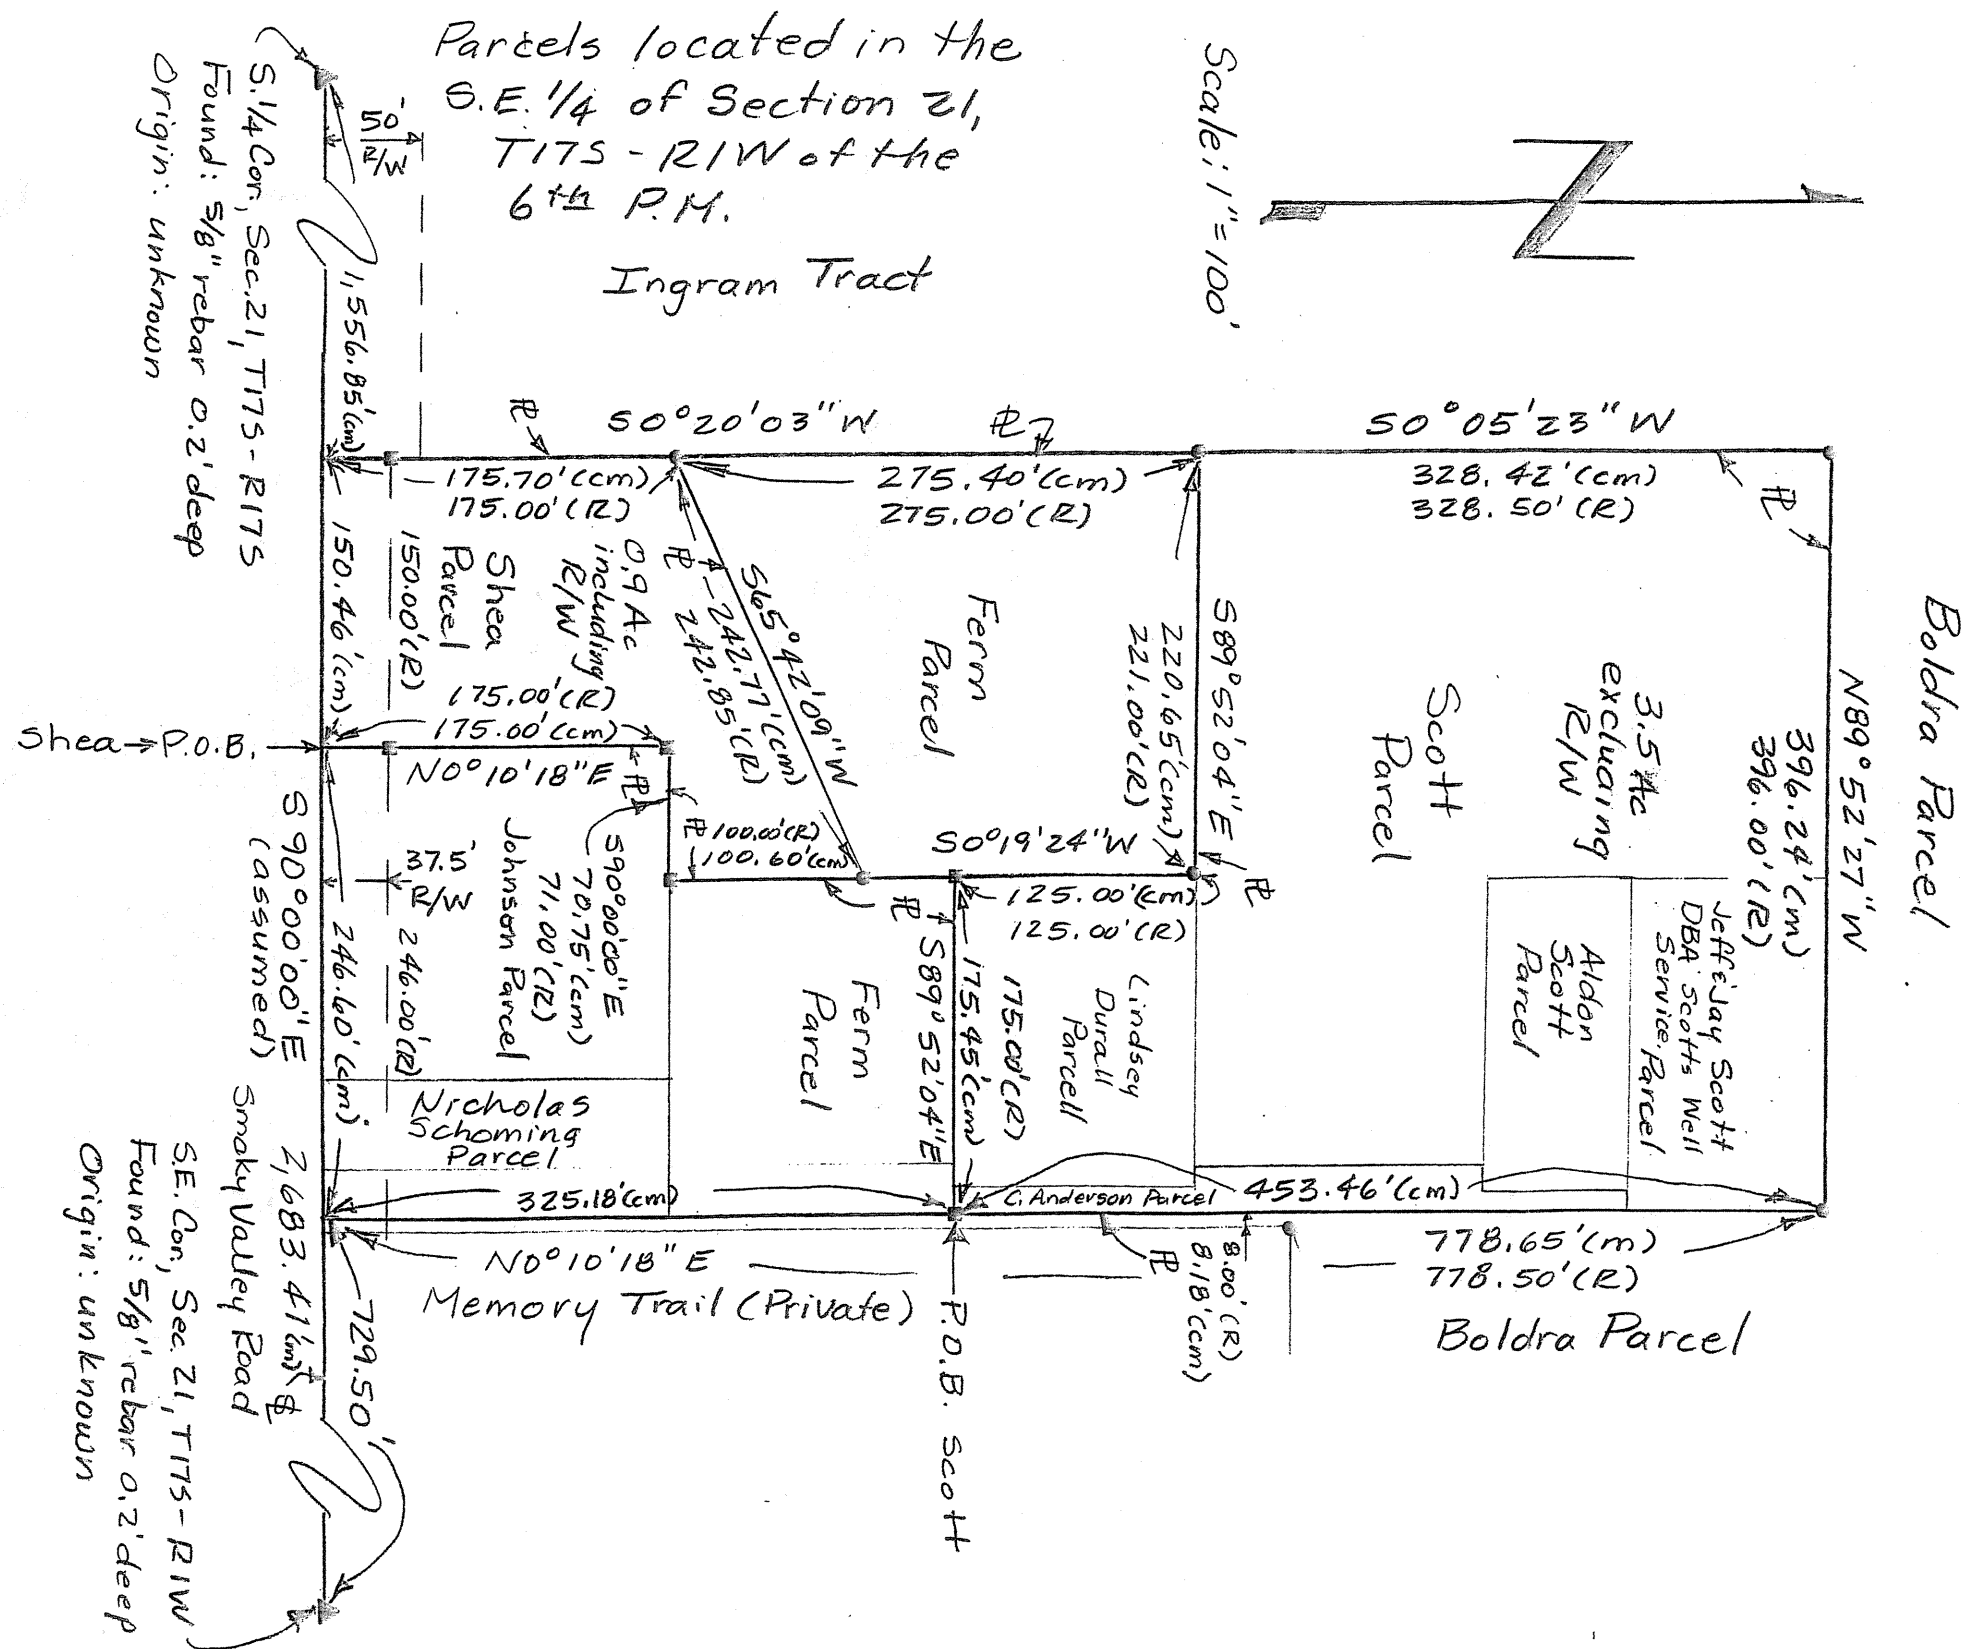 Parcels located in the
S.E. 1/4 of Section 21,
T17S - R1W of the
6th P.M.
Ingram Tract
Scale: 1"=100'
N
S.1/4 Cor., Sec.21, T17S - R17S
Found: 5/8" rebar 0.2' deep
Origin: unknown
50'
R/W
1,556.85'(cm)
S0°20'03"W
S0°05'23"W
175.70'(cm)
175.00'(R)
275.40'(cm)
275.00'(R)
328.42'(cm)
328.50'(R)
150.46'(cm)
150.00'(R)
Shea
Parcel
0.9 Ac
including
R/W
S65°42'09"W
242.77'(cm)
242.85'(R)
Fern
Parcel
S89°52'04"E
220.65'(cm)
221.00'(R)
Scott
Parcel
3.5 Ac
excluaing
R/W
N89°52'27"W
396.24'(cm)
396.00'(R)
Boldra Parcel
175.00'(R)
175.60'(cm)
N0°10'18"E
Shea → P.O.B.
S90°00'00"E
(assumed)
37.5'
R/W
246.60'(cm)
246.00'(R)
Johnson Parcel
S90°00'00"E
70.75'(cm)
71.00'(R)
100.00'(R)
100.60'(cm)
S0°19'24"W
125.00'(cm)
125.00'(R)
Fern
Parcel
S89°52'04"E
175.45'(cm)
175.00'(R)
Lindsey
Durall
Parcell
Aldon
Scott
Parcel
Jeff&Jay Scott
DBA Scotts Well
Service Parcel
Nicholas
Schoming
Parcel
325.18'(cm)
C. Anderson Parcel
453.46'(cm)
N0°10'18"E
778.65'(m)
778.50'(R)
Memory Trail (Private)
P.O.B. Scott
8.00'(R)
8.18'(cm)
Boldra Parcel
2,683.41'(m)
Smoky Valley Road
729.50'
S.E. Cor., Sec. 21, T17S - R1W
Found: 5/8" rebar 0.2' deep
Origin: unknown